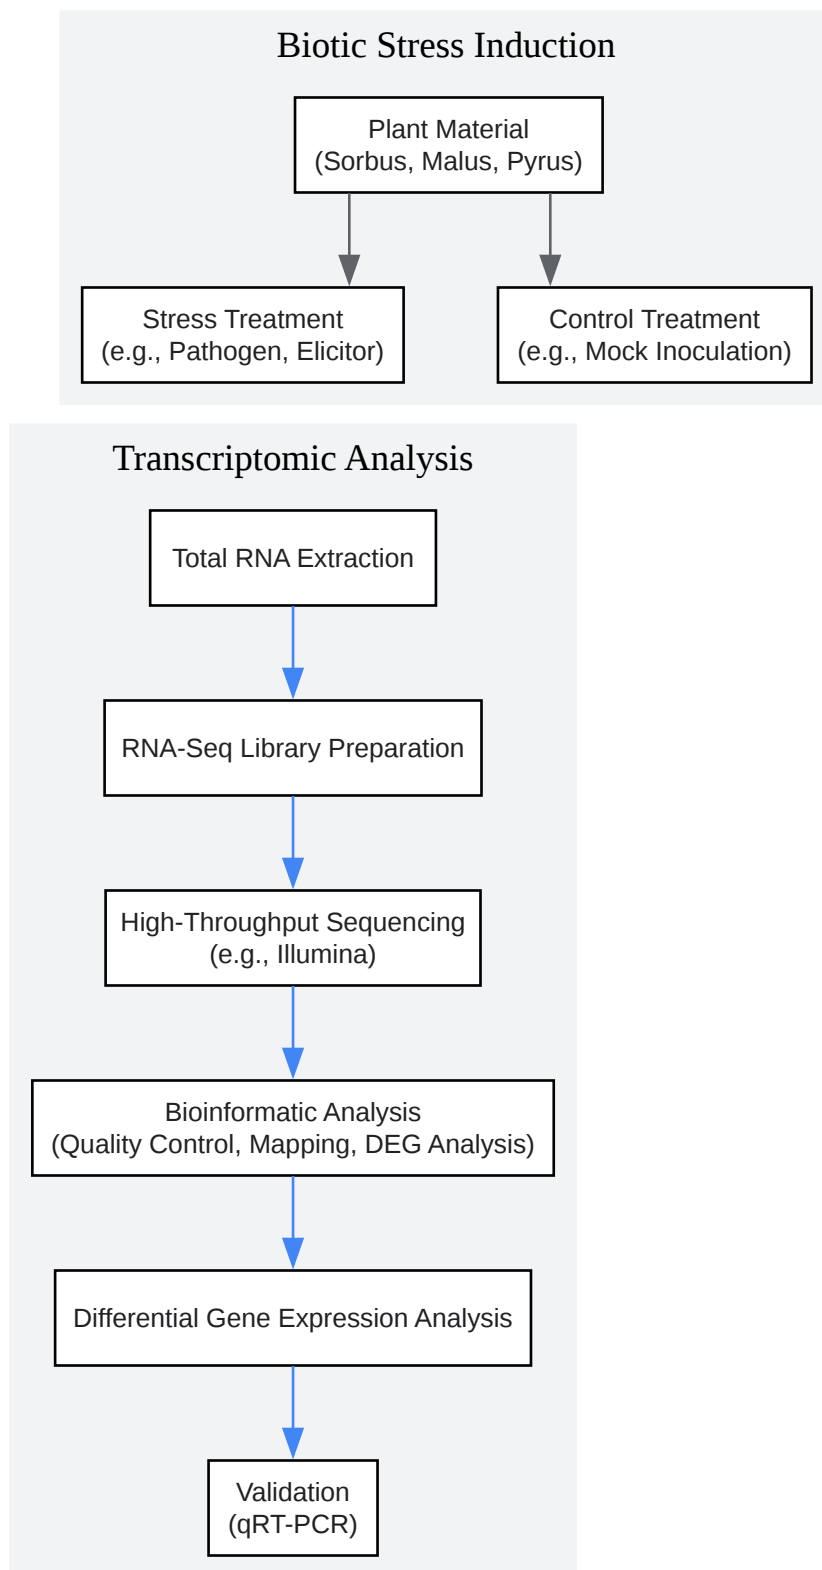 Biotic Stress Induction
Plant Material
(Sorbus, Malus, Pyrus)
Stress Treatment
(e.g., Pathogen, Elicitor)
Control Treatment
(e.g., Mock Inoculation)
Transcriptomic Analysis
Total RNA Extraction
RNA-Seq Library Preparation
High-Throughput Sequencing
(e.g., Illumina)
Bioinformatic Analysis
(Quality Control, Mapping, DEG Analysis)
Differential Gene Expression Analysis
Validation
(qRT-PCR)